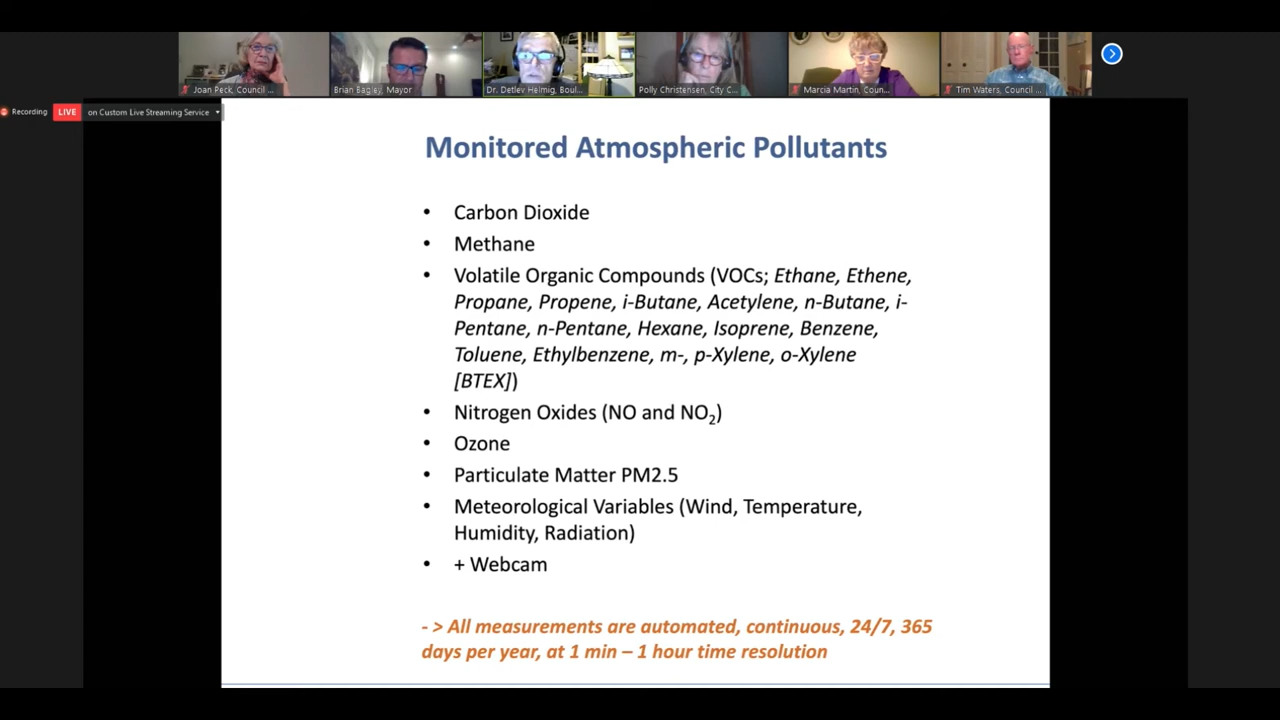 Joan Peck, Council ...
Brian Bagley, Mayor
Dr. Detlev Helmig, Boul...
Polly Christensen, City C...
Marcia Martin, Coun...
Tim Waters, Council ...
Recording
LIVE
on Custom Live Streaming Service
Monitored Atmospheric Pollutants
• Carbon Dioxide
• Methane
• Volatile Organic Compounds (VOCs; Ethane, Ethene,
Propane, Propene, i-Butane, Acetylene, n-Butane, i-
Pentane, n-Pentane, Hexane, Isoprene, Benzene,
Toluene, Ethylbenzene, m-, p-Xylene, o-Xylene
[BTEX])
• Nitrogen Oxides (NO and NO₂)
• Ozone
• Particulate Matter PM2.5
• Meteorological Variables (Wind, Temperature,
Humidity, Radiation)
• + Webcam
- > All measurements are automated, continuous, 24/7, 365
days per year, at 1 min – 1 hour time resolution